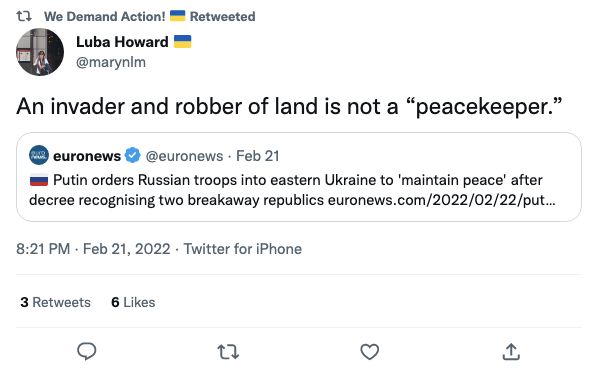 We Demand Action! 🇺🇦 Retweeted
Luba Howard 🇺🇦
@marynlm
An invader and robber of land is not a “peacekeeper.”
euronews @euronews · Feb 21
🇷🇺 Putin orders Russian troops into eastern Ukraine to 'maintain peace' after
decree recognising two breakaway republics euronews.com/2022/02/22/put…
8:21 PM · Feb 21, 2022 · Twitter for iPhone
3 Retweets 6 Likes